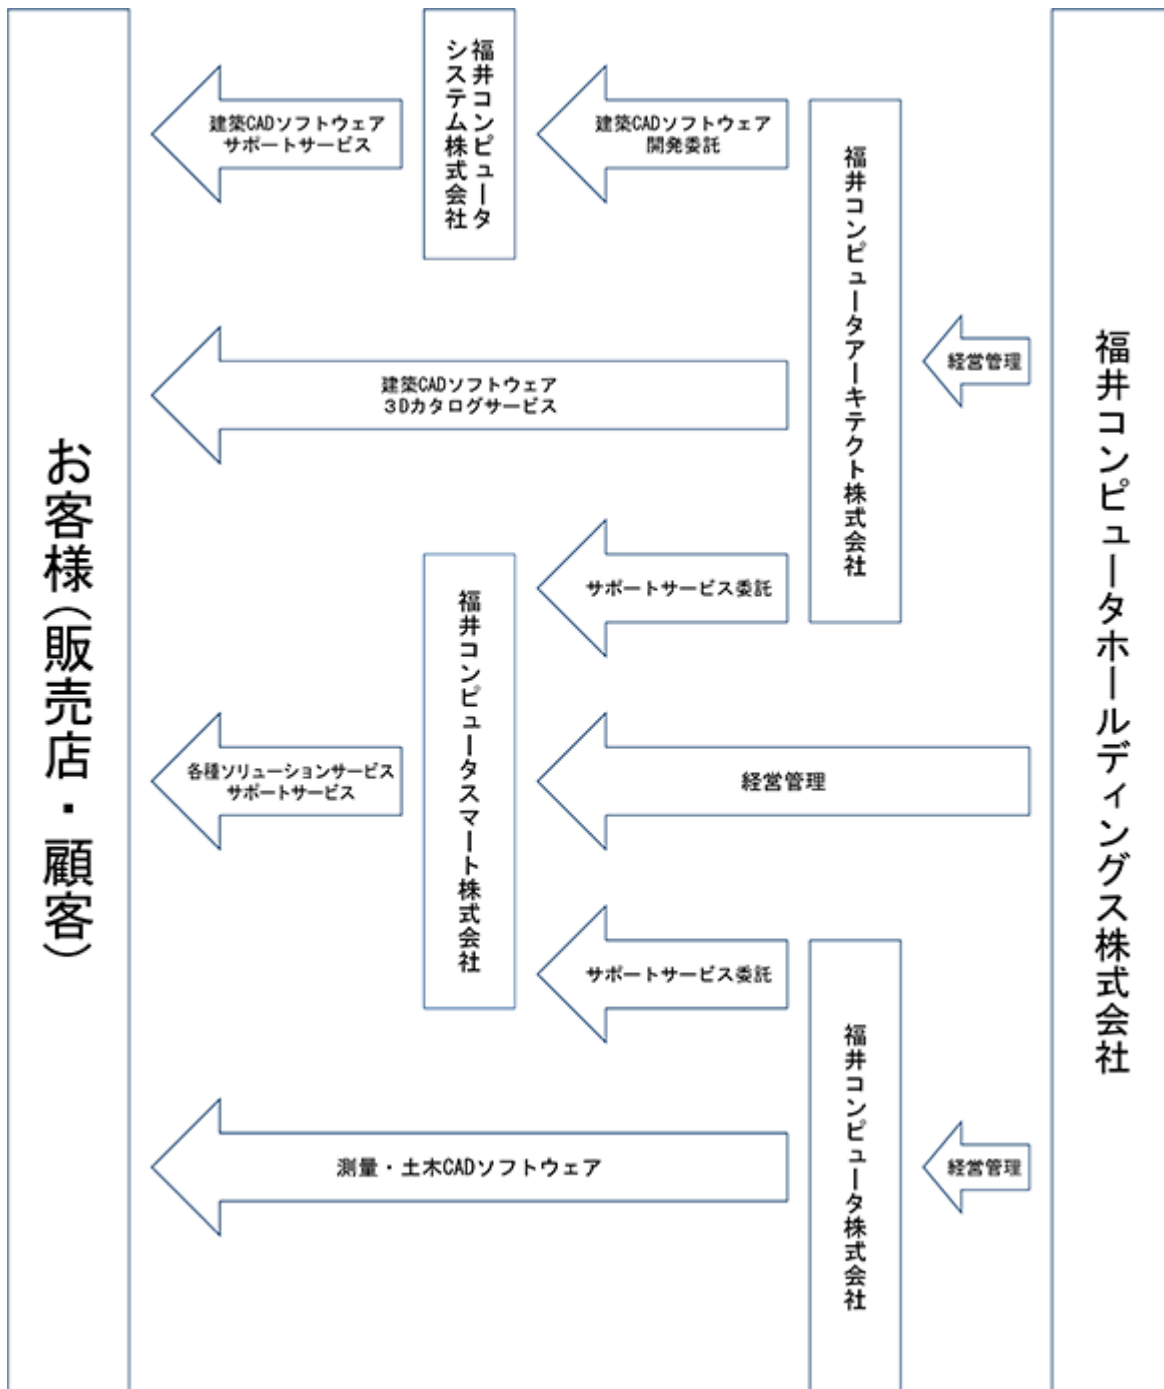 お客様(販売店・顧客)
建築CADソフトウェア
サポートサービス
福井コンピュータ
システム株式会社
建築CADソフトウェア
開発委託
福井コンピュータアーキテクト株式会社
経営管理
福井コンピュータホールディングス株式会社
建築CADソフトウェア
3Dカタログサービス
サポートサービス委託
福井コンピュータスマート株式会社
各種ソリューションサービス
サポートサービス
経営管理
サポートサービス委託
福井コンピュータ株式会社
測量・土木CADソフトウェア
経営管理